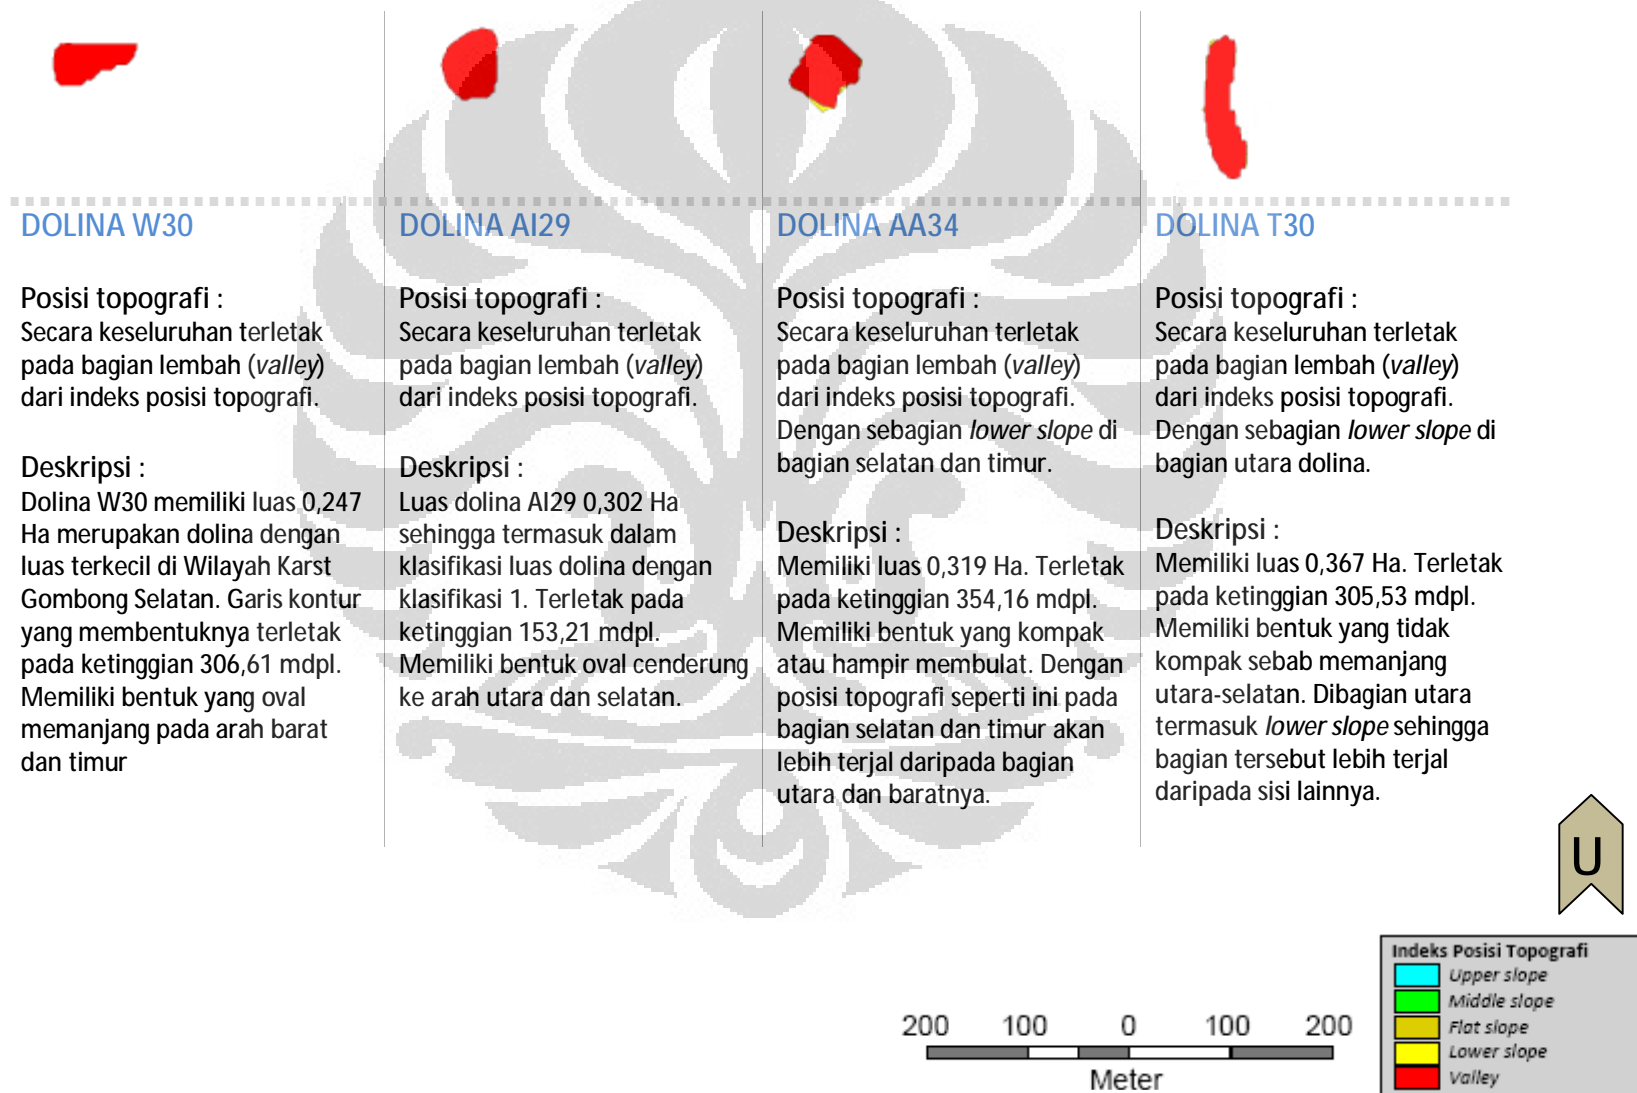 DOLINA W30
Posisi topografi :
Secara keseluruhan terletak
pada bagian lembah (valley)
dari indeks posisi topografi.
Deskripsi :
Dolina W30 memiliki luas 0,247
Ha merupakan dolina dengan
luas terkecil di Wilayah Karst
Gombong Selatan. Garis kontur
yang membentuknya terletak
pada ketinggian 306,61 mdpl.
Memiliki bentuk yang oval
memanjang pada arah barat
dan timur
DOLINA AI29
Posisi topografi :
Secara keseluruhan terletak
pada bagian lembah (valley)
dari indeks posisi topografi.
Deskripsi :
Luas dolina AI29 0,302 Ha
sehingga termasuk dalam
klasifikasi luas dolina dengan
klasifikasi 1. Terletak pada
ketinggian 153,21 mdpl.
Memiliki bentuk oval cenderung
ke arah utara dan selatan.
DOLINA AA34
Posisi topografi :
Secara keseluruhan terletak
pada bagian lembah (valley)
dari indeks posisi topografi.
Dengan sebagian lower slope di
bagian selatan dan timur.
Deskripsi :
Memiliki luas 0,319 Ha. Terletak
pada ketinggian 354,16 mdpl.
Memiliki bentuk yang kompak
atau hampir membulat. Dengan
posisi topografi seperti ini pada
bagian selatan dan timur akan
lebih terjal daripada bagian
utara dan baratnya.
DOLINA T30
Posisi topografi :
Secara keseluruhan terletak
pada bagian lembah (valley)
dari indeks posisi topografi.
Dengan sebagian lower slope di
bagian utara dolina.
Deskripsi :
Memiliki luas 0,367 Ha. Terletak
pada ketinggian 305,53 mdpl.
Memiliki bentuk yang tidak
kompak sebab memanjang
utara-selatan. Dibagian utara
termasuk lower slope sehingga
bagian tersebut lebih terjal
daripada sisi lainnya.
U
200 100 0 100 200
Meter
Indeks Posisi Topografi
Upper slope
Middle slope
Flat slope
Lower slope
Valley